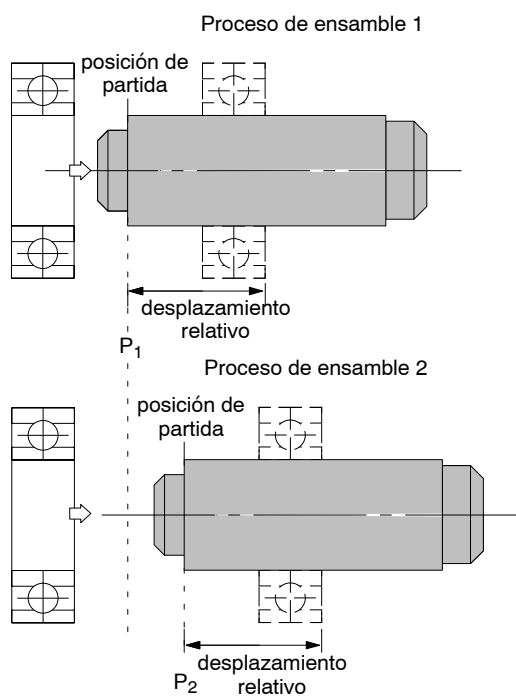 Proceso de ensamble 1
posición de
partida
desplazamiento
relativo
P1
Proceso de ensamble 2
posición de
partida
desplazamiento
relativo
P2